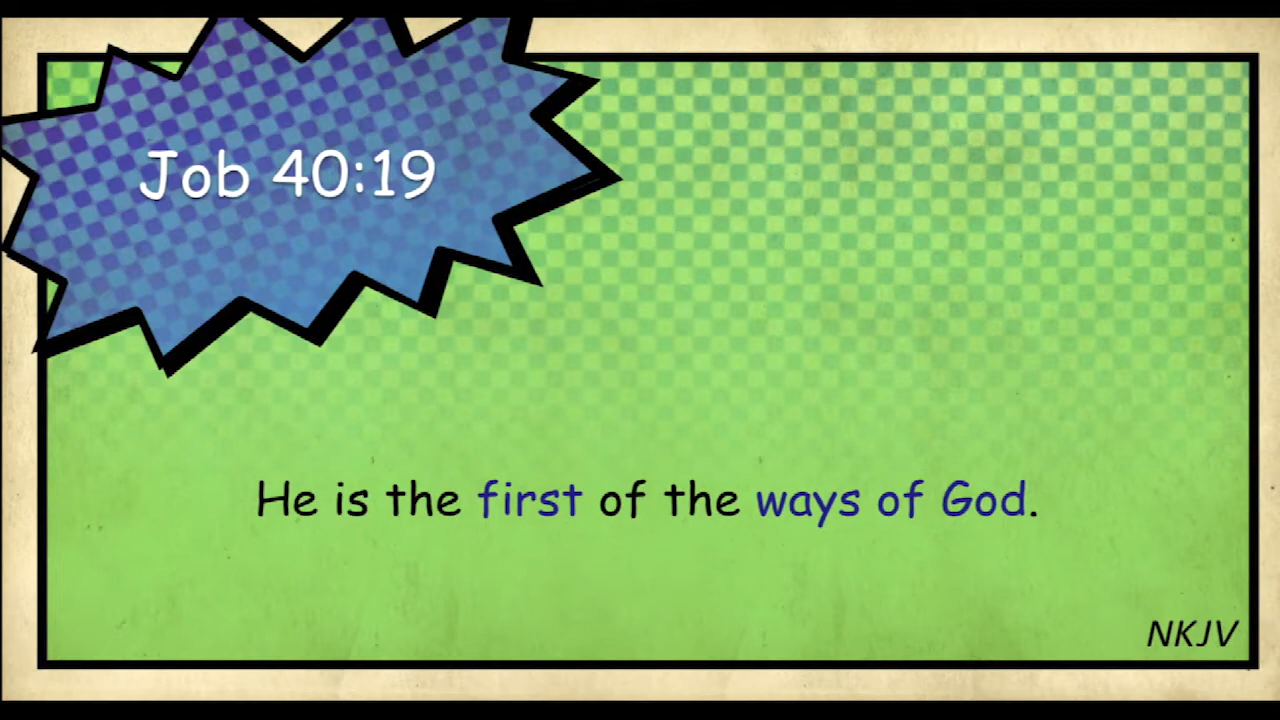 Job 40:19
He is the first of the ways of God.
NKJV